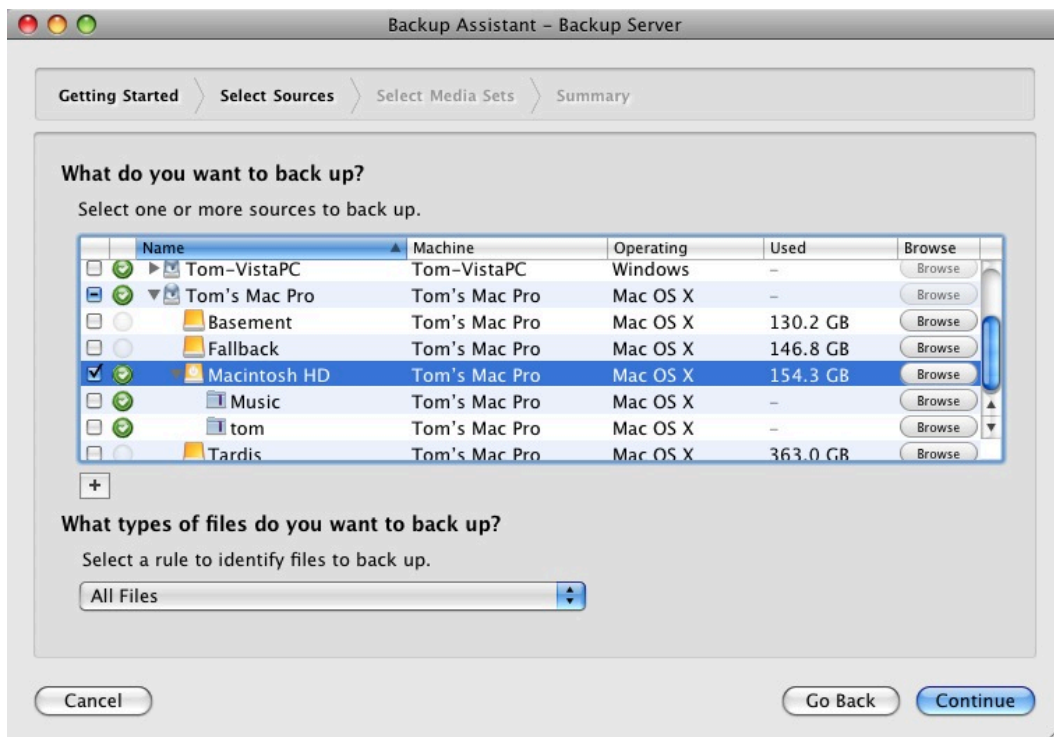 Backup Assistant – Backup Server
Getting Started Select Sources Select Media Sets Summary
What do you want to back up?
Select one or more sources to back up.
Name Machine Operating Used Browse
Tom-VistaPC Tom-VistaPC Windows – Browse
Tom's Mac Pro Tom's Mac Pro Mac OS X – Browse
Basement Tom's Mac Pro Mac OS X 130.2 GB Browse
Fallback Tom's Mac Pro Mac OS X 146.8 GB Browse
Macintosh HD Tom's Mac Pro Mac OS X 154.3 GB Browse
Music Tom's Mac Pro Mac OS X – Browse
tom Tom's Mac Pro Mac OS X – Browse
Tardis Tom's Mac Pro Mac OS X 363.0 GB Browse
+
What types of files do you want to back up?
Select a rule to identify files to back up.
All Files
Cancel Go Back Continue